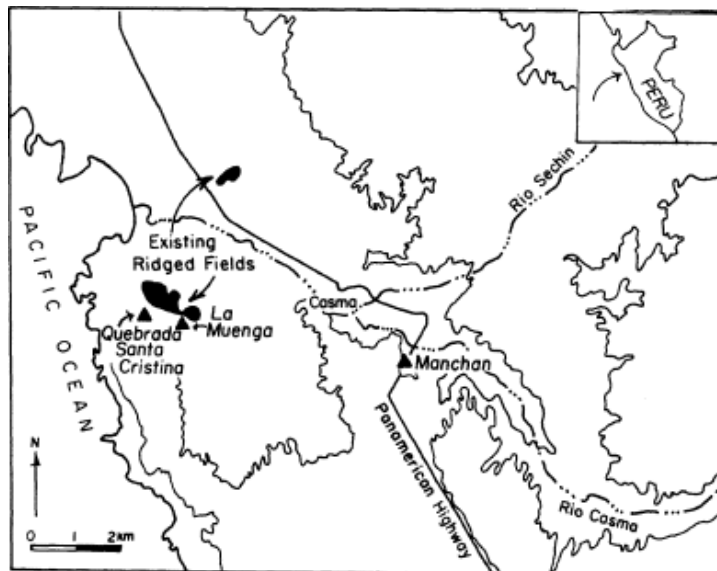 PERU
Rio Sechin
PACIFIC OCEAN
Existing
Ridged Fields
Casma
La
Muenga
Quebrada
Santa
Cristina
Manchan
Panamerican Highway
Rio Casma
N
0 1 2km